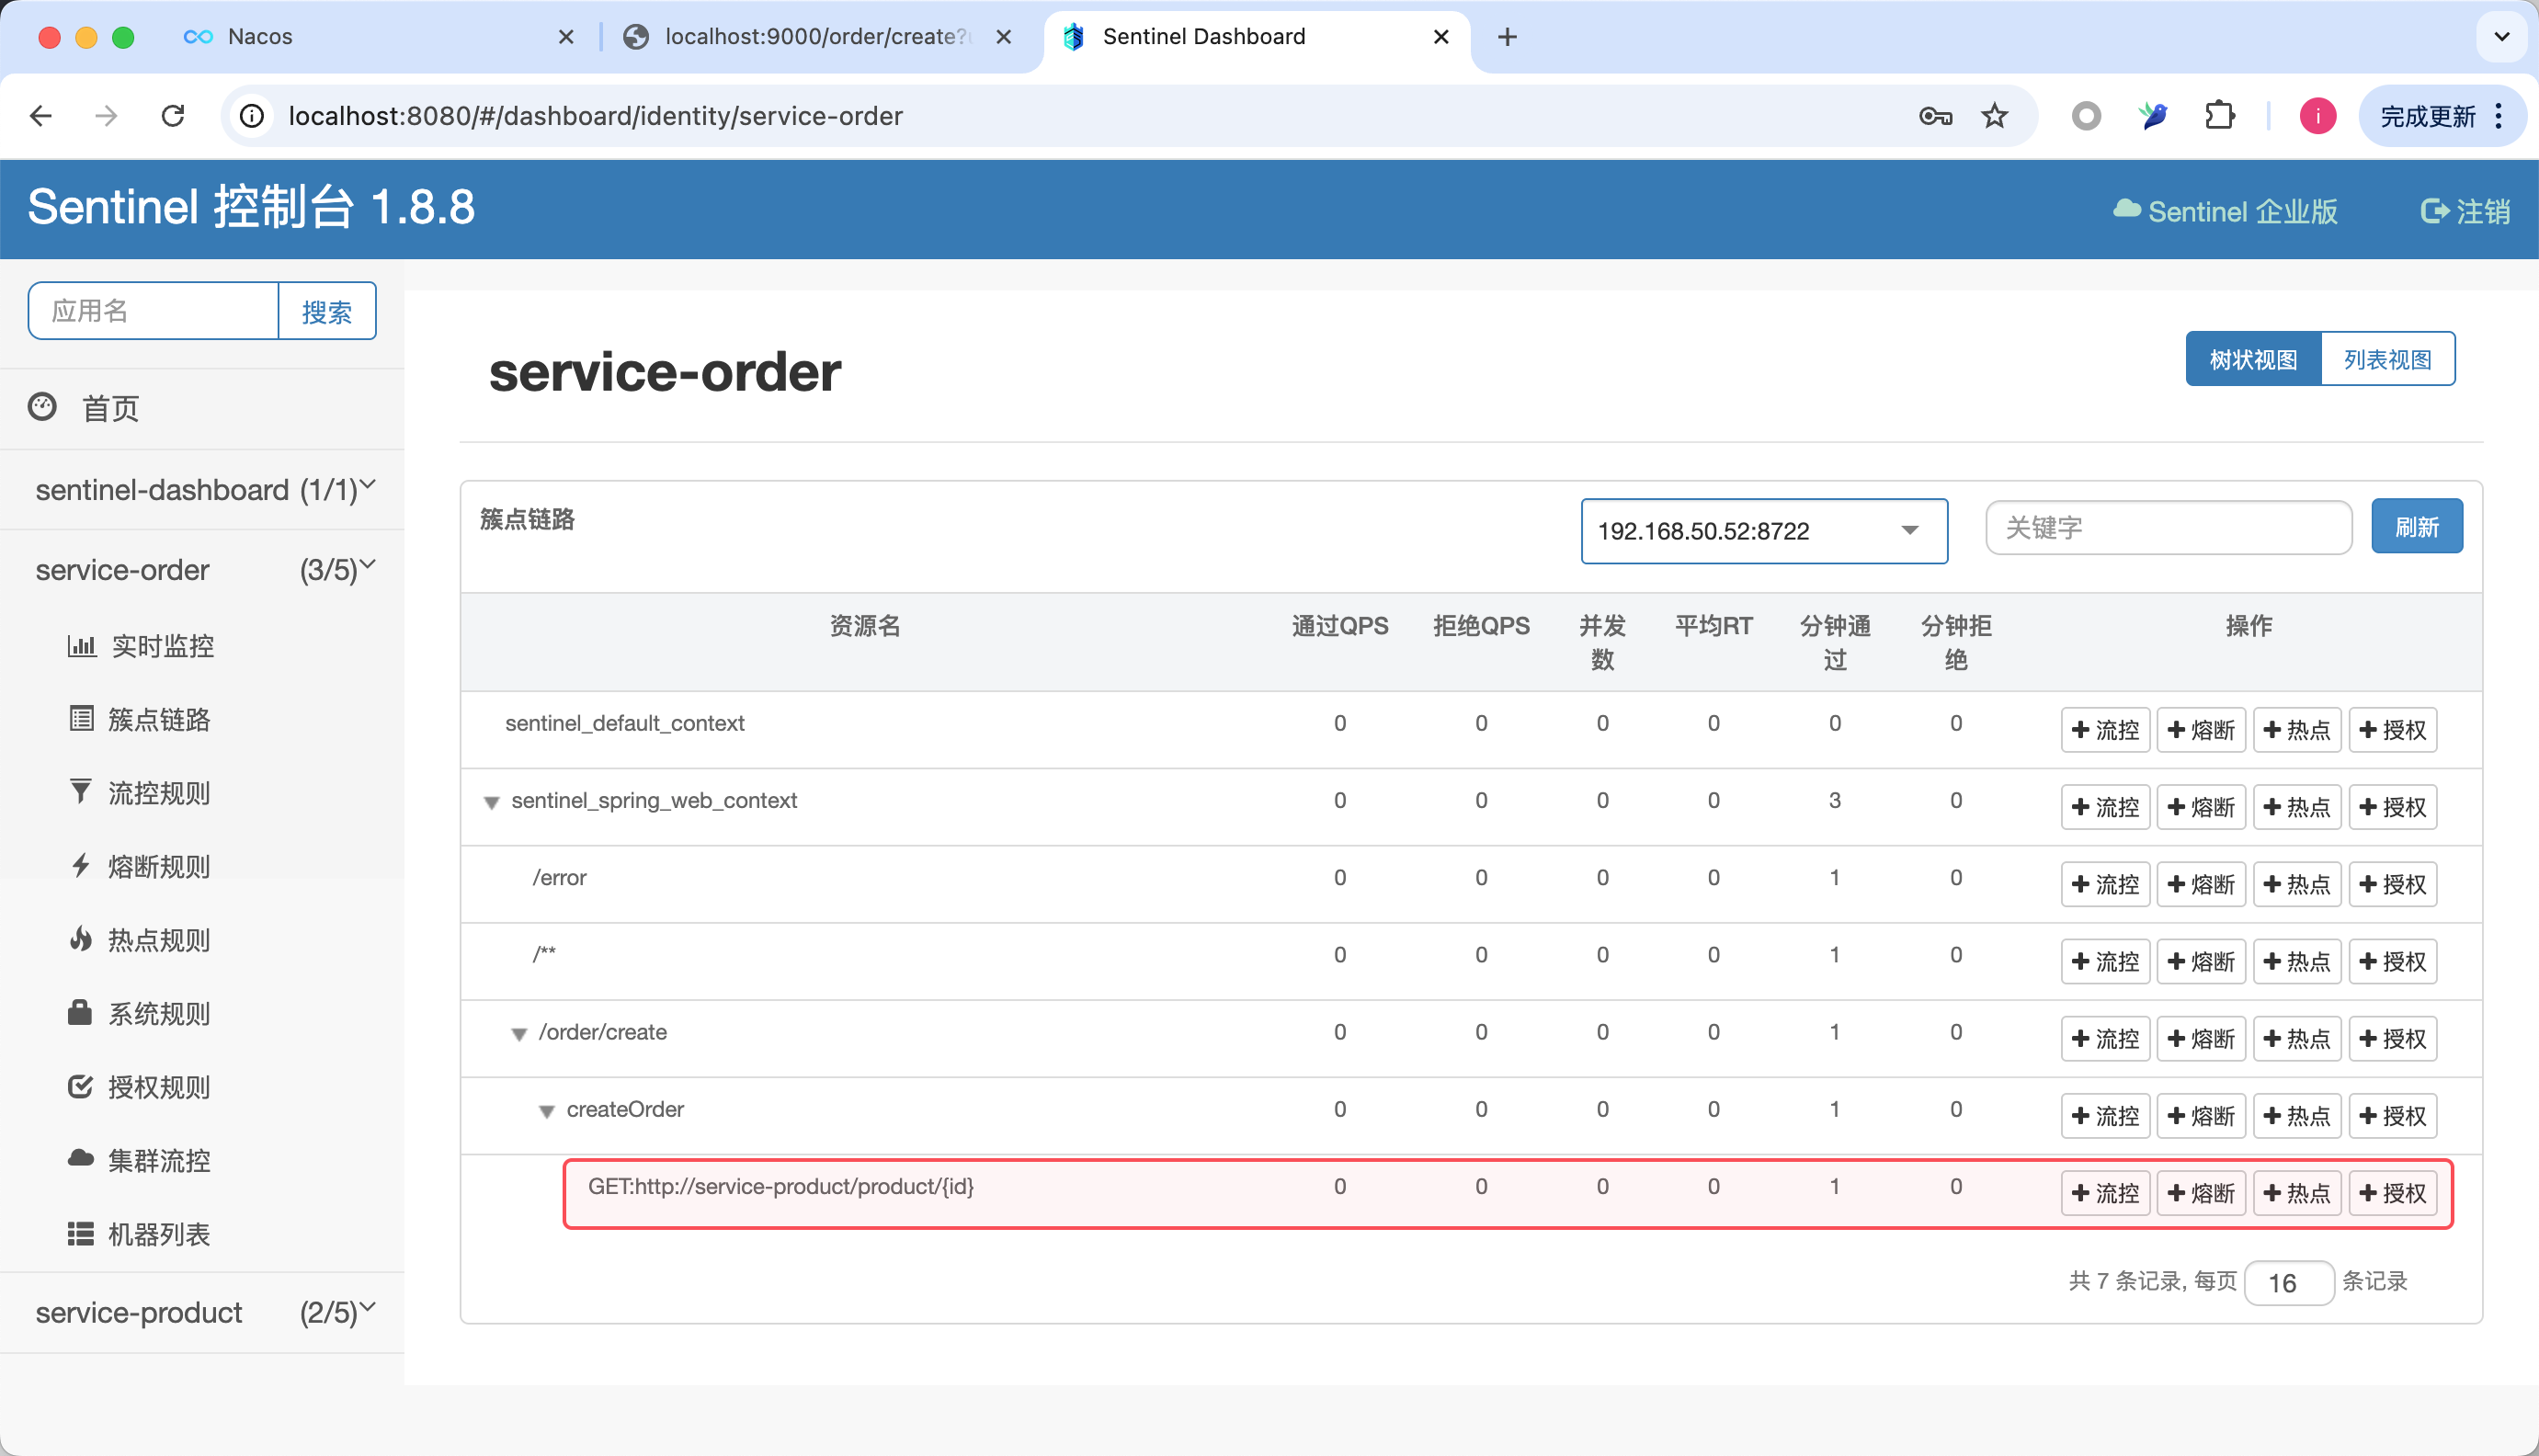 Nacos
localhost:9000/order/create?
Sentinel Dashboard
localhost:8080/#/dashboard/identity/service-order
i
完成更新
Sentinel 控制台 1.8.8
Sentinel 企业版
注销
应用名
搜索
首页
sentinel-dashboard (1/1)
service-order (3/5)
实时监控
簇点链路
流控规则
熔断规则
热点规则
系统规则
授权规则
集群流控
机器列表
service-product (2/5)
service-order
树状视图 列表视图
簇点链路
192.168.50.52:8722
关键字
刷新
资源名 通过QPS 拒绝QPS 并发数 平均RT 分钟通过 分钟拒绝 操作
sentinel_default_context 0 0 0 0 0 0 流控 熔断 热点 授权
sentinel_spring_web_context 0 0 0 0 3 0 流控 熔断 热点 授权
/error 0 0 0 0 1 0 流控 熔断 热点 授权
/** 0 0 0 0 1 0 流控 熔断 热点 授权
/order/create 0 0 0 0 1 0 流控 熔断 热点 授权
createOrder 0 0 0 0 1 0 流控 熔断 热点 授权
GET:http://service-product/product/{id} 0 0 0 0 1 0 流控 熔断 热点 授权
共 7 条记录, 每页 16 条记录